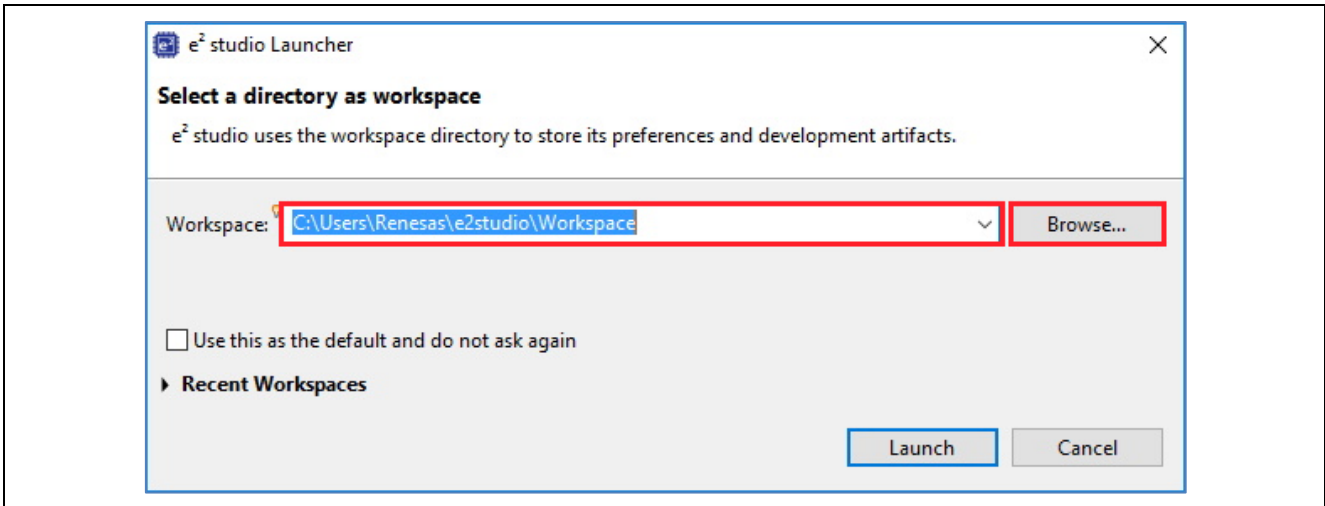 e² studio Launcher
Select a directory as workspace
e² studio uses the workspace directory to store its preferences and development artifacts.
Workspace: C:\Users\Renesas\e2studio\Workspace Browse...
Use this as the default and do not ask again
Recent Workspaces
Launch Cancel